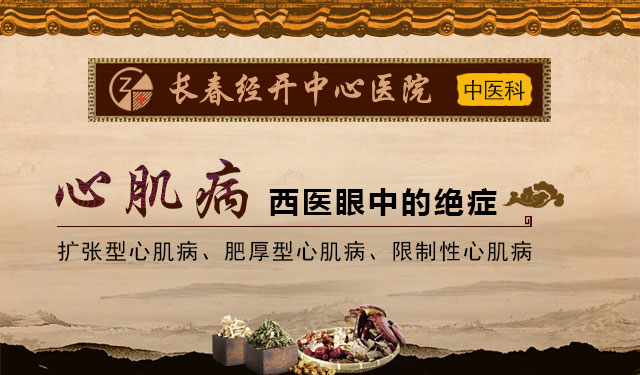 长春经开中心医院 中医科
心肌病 西医眼中的绝症
扩张型心肌病、肥厚型心肌病、限制性心肌病